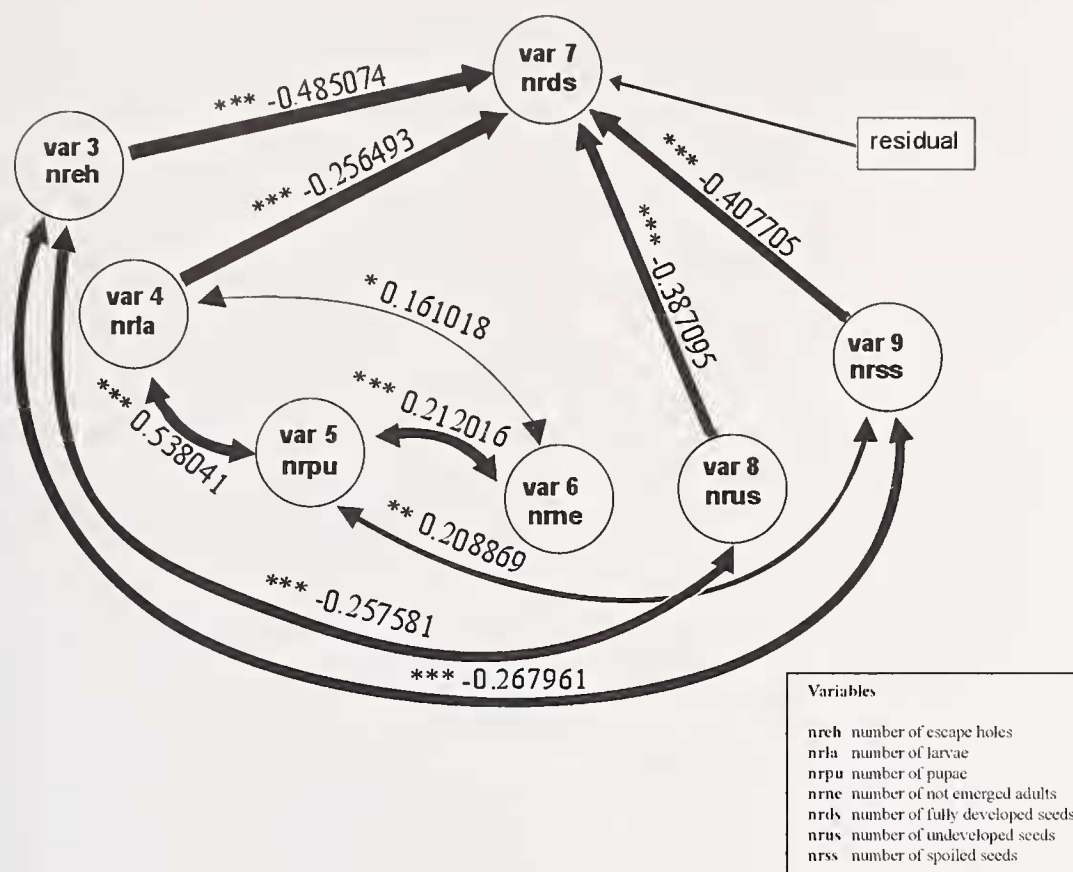 var 7
nrds
*** -0.485074
var 3
nreh
residual
*** -0.256493
*** -0.407705
*** -0.387095
var 4
nrla
* 0.161018
var 9
nrss
*** 0.538041
*** 0.212016
var 5
nrpu
var 8
nrus
var 6
nrne
** 0.208869
*** -0.257581
*** -0.267961
Variables
nreh number of escape holes
nrla number of larvae
nrpu number of pupae
nrne number of not emerged adults
nrds number of fully developed seeds
nrus number of undeveloped seeds
nrss number of spoiled seeds